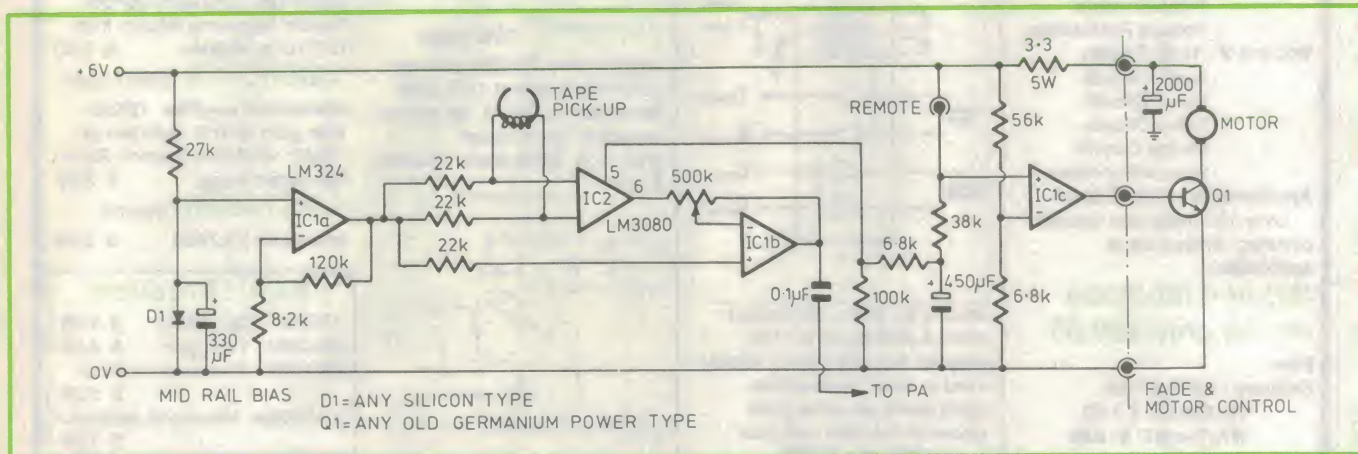 +6V
27k
LM324
IC1a
+
-
120k
8·2k
D1
+
330
µF
0V
MID RAIL BIAS
D1=ANY SILICON TYPE
Q1=ANY OLD GERMANIUM POWER TYPE
TAPE
PICK-UP
22k
22k
22k
5
IC2
6
LM3080
500k
-
IC1b
+
0·1µF
TO PA
REMOTE
6·8k
100k
38k
+
450µF
3·3
5W
56k
+
IC1c
-
6·8k
+
2000
µF
MOTOR
Q1
FADE &
MOTOR CONTROL